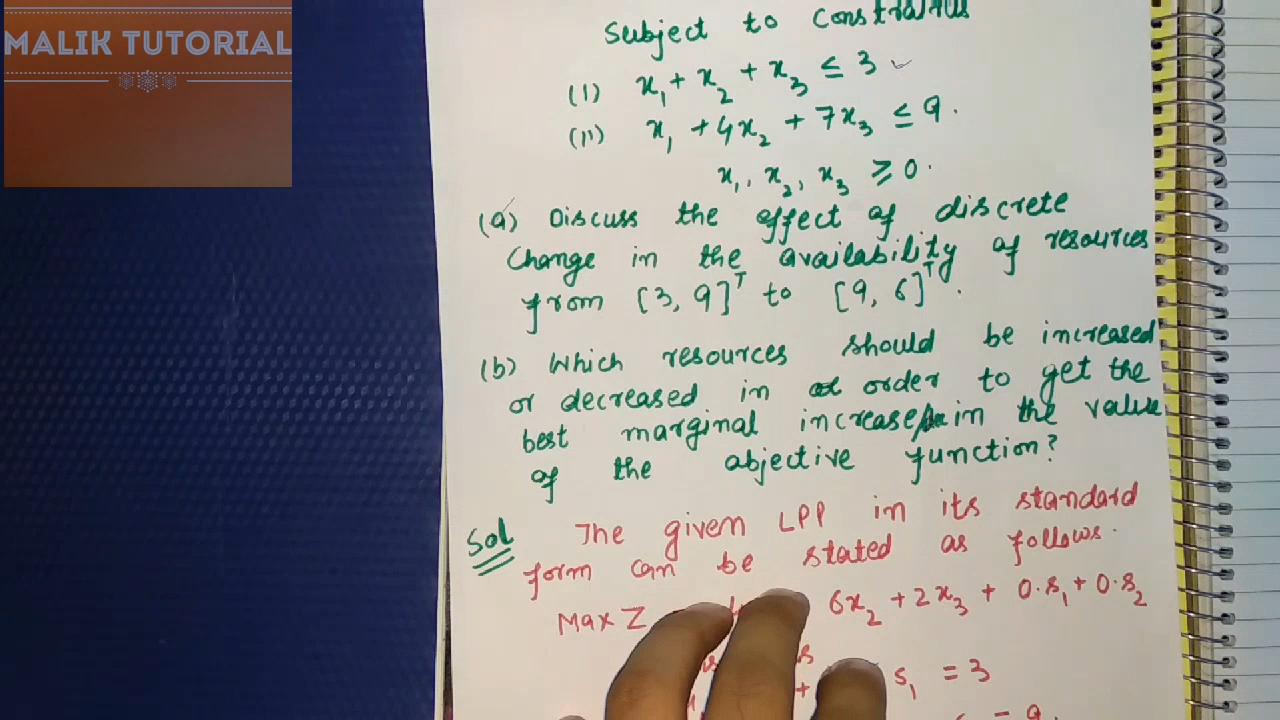 MALIK TUTORIAL
Subject to Constraints
(I) x₁ + x₂ + x₃ ≤ 3
(II) x₁ + 4x₂ + 7x₃ ≤ 9.
x₁, x₂, x₃ ≥ 0.
(a) Discuss the effect of discrete
Change in the availability of resources
from [3, 9]ᵀ to [9, 6]ᵀ.
(b) Which resources should be increased
or decreased in order to get the
best marginal increase in the value
of the objective function?
Sol The given LPP in its standard
form can be stated as follows.
Max Z 6x₂ + 2x₃ + 0.s₁ + 0.s₂
+ s₁ = 3
= 9.